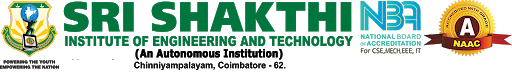 SRI SHAKTHI
INSTITUTE OF ENGINEERING AND TECHNOLOGY
(An Autonomous Institution)
Chinniyampalayam, Coimbatore - 62.
POWERING THE YOUTH
EMPOWERING THE NATION
NBA
NATIONAL BOARD
of ACCREDITATION
For CSE,MECH,EEE, IT
A
NAAC